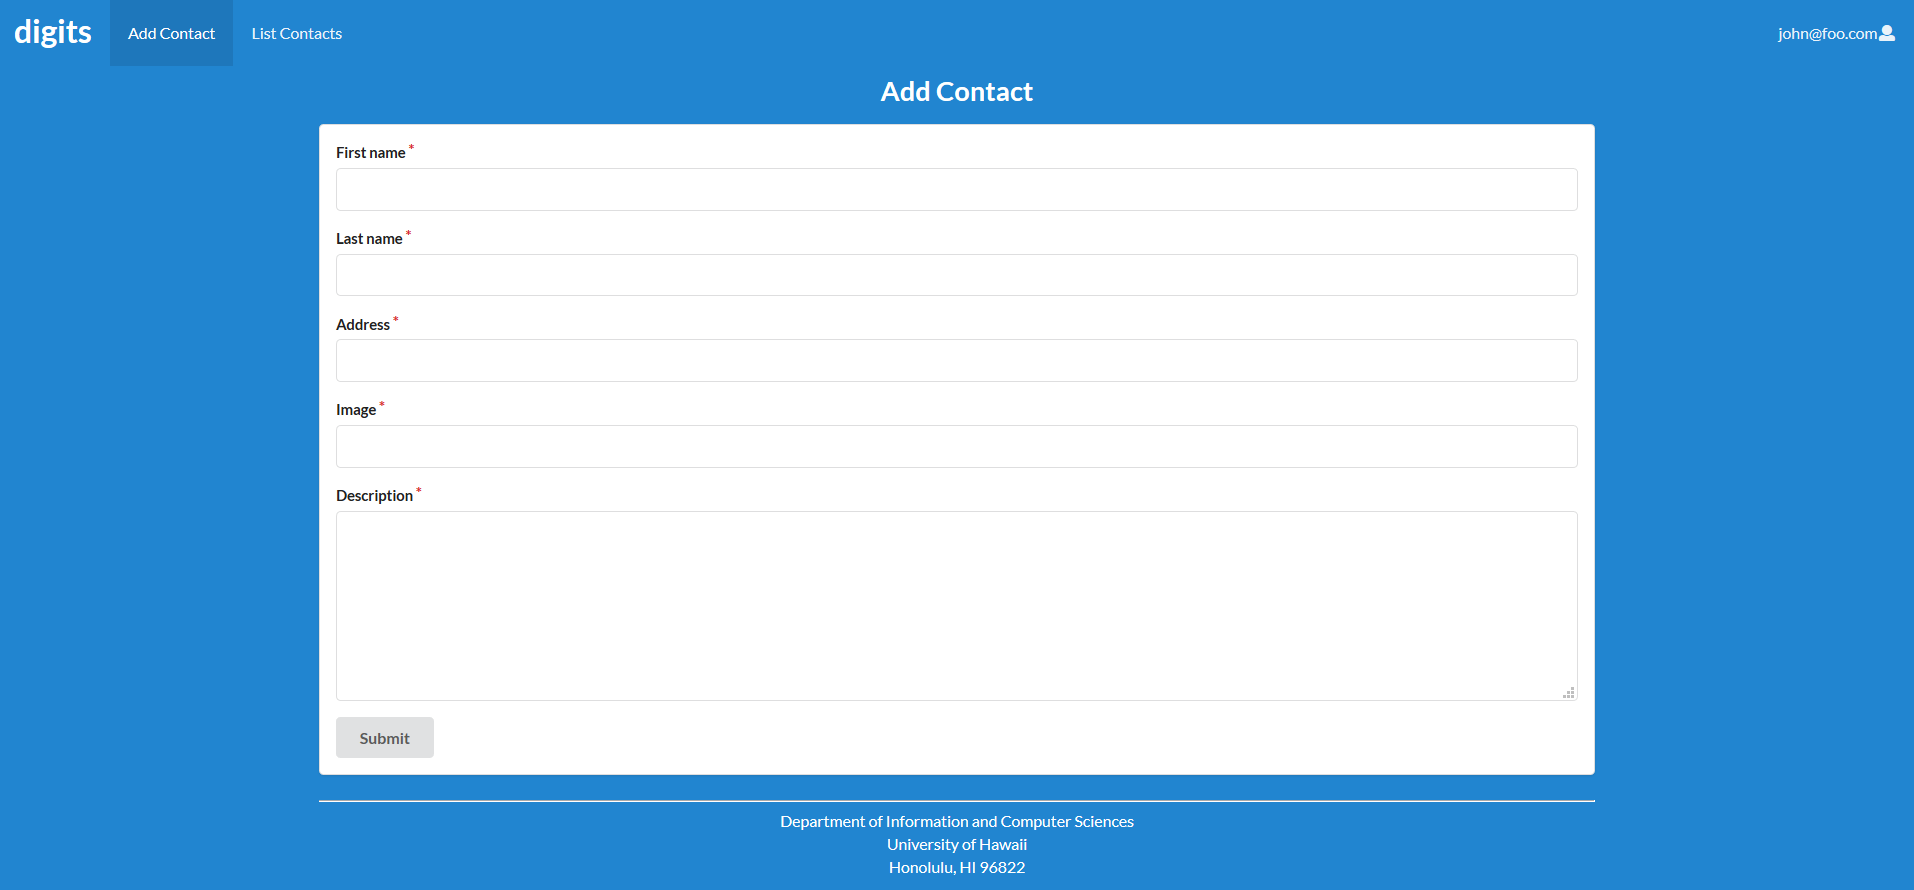 digits
Add Contact
List Contacts
john@foo.com
Add Contact
First name *
Last name *
Address *
Image *
Description *
Submit
Department of Information and Computer Sciences
University of Hawaii
Honolulu, HI 96822